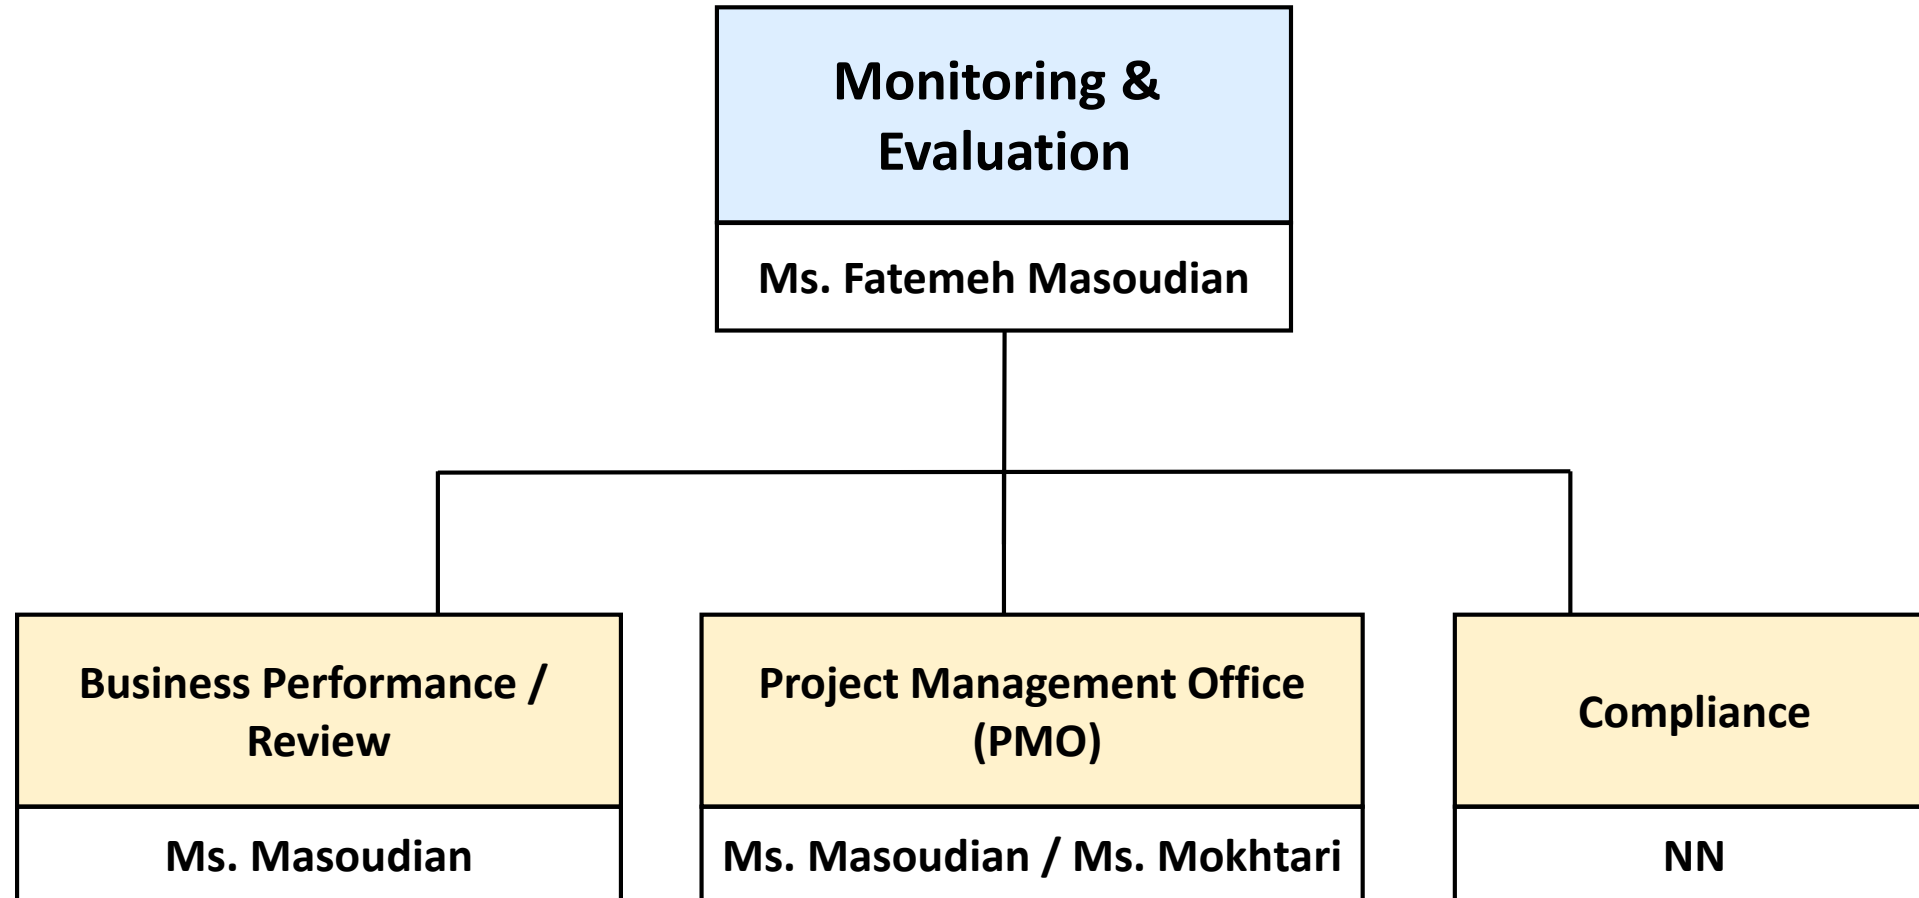 Monitoring &
Evaluation
Ms. Fatemeh Masoudian
Business Performance /
Review
Ms. Masoudian
Project Management Office
(PMO)
Ms. Masoudian / Ms. Mokhtari
Compliance
NN